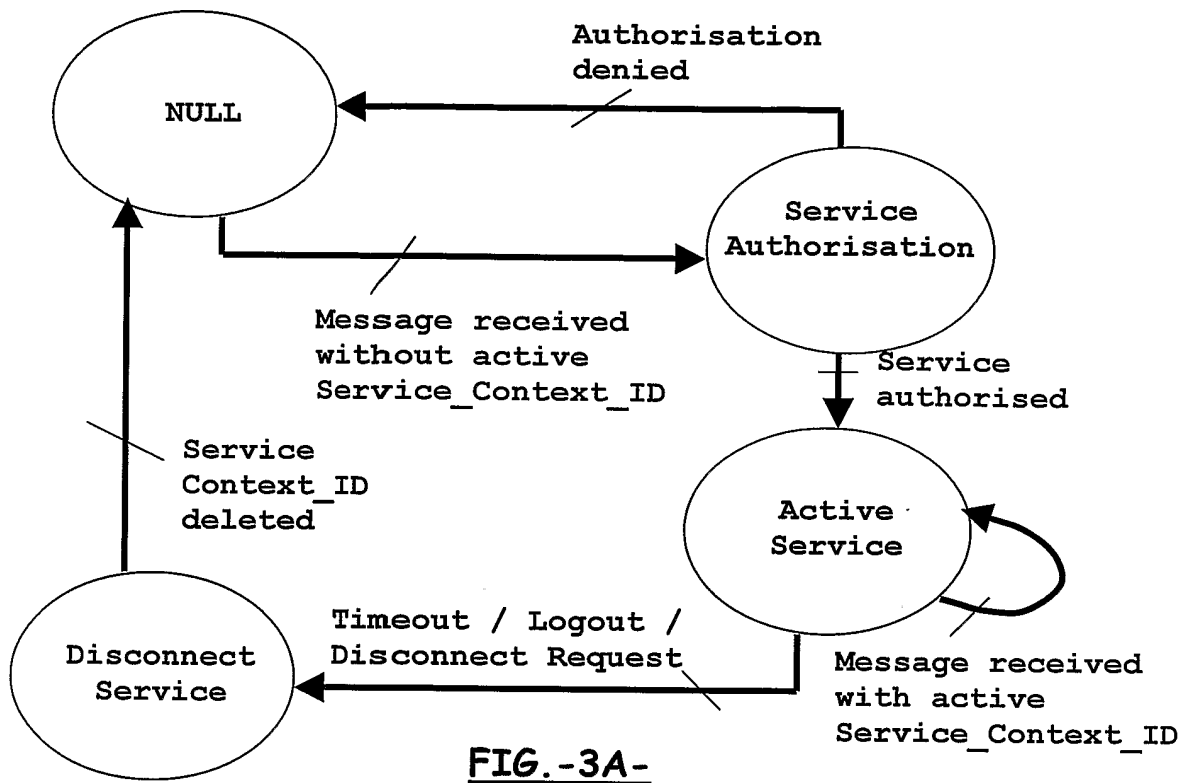 Authorisation
denied
NULL
Service
Authorisation
Message received
without active
Service_Context_ID
Service
authorised
Service
Context_ID
deleted
Active
Service
Timeout / Logout /
Disconnect Request
Disconnect
Service
Message received
with active
Service_Context_ID
FIG.-3A-